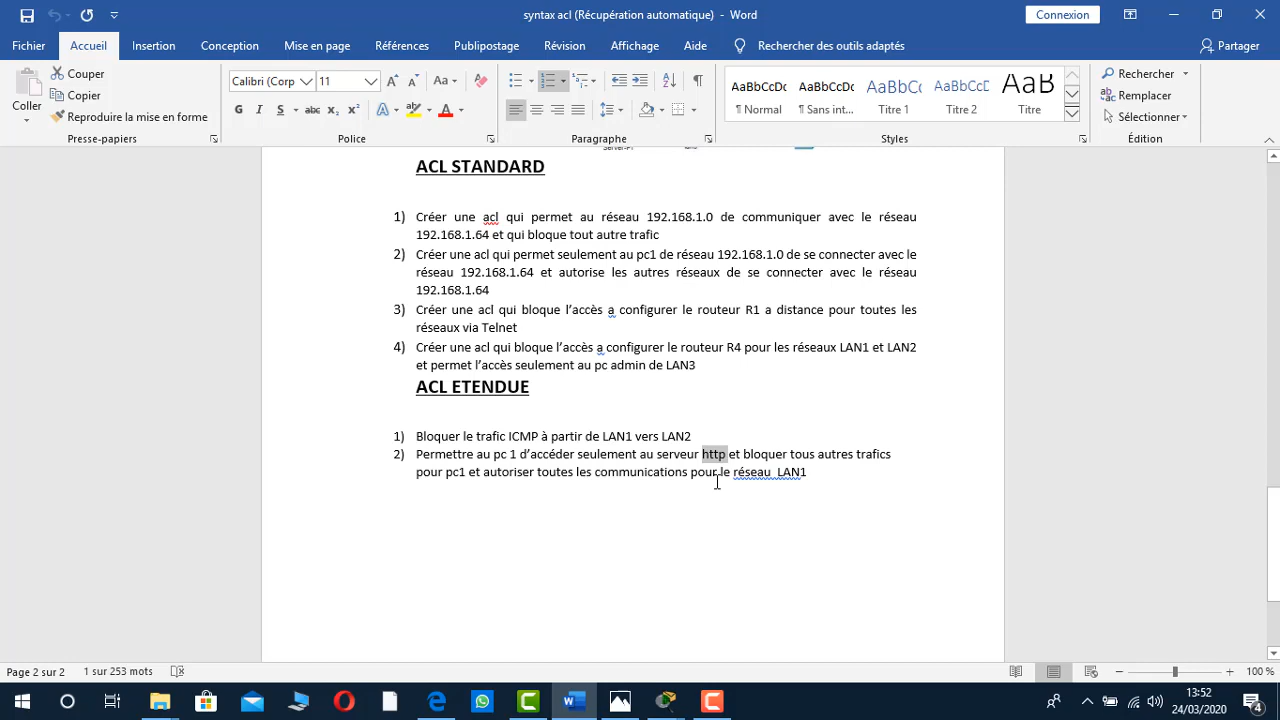 syntax acl (Récupération automatique) - Word
Connexion
Fichier Accueil Insertion Conception Mise en page Références Publipostage Révision Affichage Aide Rechercher des outils adaptés Partager
Coller
Couper
Copier
Reproduire la mise en forme
Presse-papiers
Calibri (Corp 11
Police
Paragraphe
AaBbCcDc AaBbCcDc AaBbC AaBbCcD AaB
¶ Normal ¶ Sans int... Titre 1 Titre 2 Titre
Styles
Rechercher
Remplacer
Sélectionner
Édition
ACL STANDARD
1) Créer une acl qui permet au réseau 192.168.1.0 de communiquer avec le réseau
192.168.1.64 et qui bloque tout autre trafic
2) Créer une acl qui permet seulement au pc1 de réseau 192.168.1.0 de se connecter avec le
réseau 192.168.1.64 et autorise les autres réseaux de se connecter avec le réseau
192.168.1.64
3) Créer une acl qui bloque l’accès a configurer le routeur R1 a distance pour toutes les
réseaux via Telnet
4) Créer une acl qui bloque l’accès a configurer le routeur R4 pour les réseaux LAN1 et LAN2
et permet l’accès seulement au pc admin de LAN3
ACL ETENDUE
1) Bloquer le trafic ICMP à partir de LAN1 vers LAN2
2) Permettre au pc 1 d’accéder seulement au serveur http et bloquer tous autres trafics
pour pc1 et autoriser toutes les communications pour le réseau LAN1
Page 2 sur 2 1 sur 253 mots 100 %
13:52
24/03/2020
4